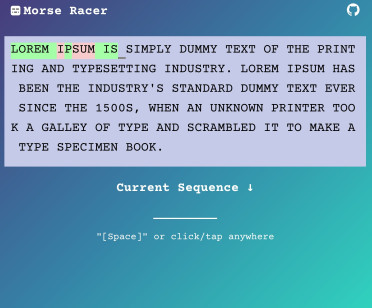 Morse Racer
LOREM IPSUM IS_SIMPLY DUMMY TEXT OF THE PRINT
ING AND TYPESETTING INDUSTRY. LOREM IPSUM HAS
BEEN THE INDUSTRY'S STANDARD DUMMY TEXT EVER
SINCE THE 1500S, WHEN AN UNKNOWN PRINTER TOO
K A GALLEY OF TYPE AND SCRAMBLED IT TO MAKE A
TYPE SPECIMEN BOOK.
Current Sequence ↓
"[Space]" or click/tap anywhere